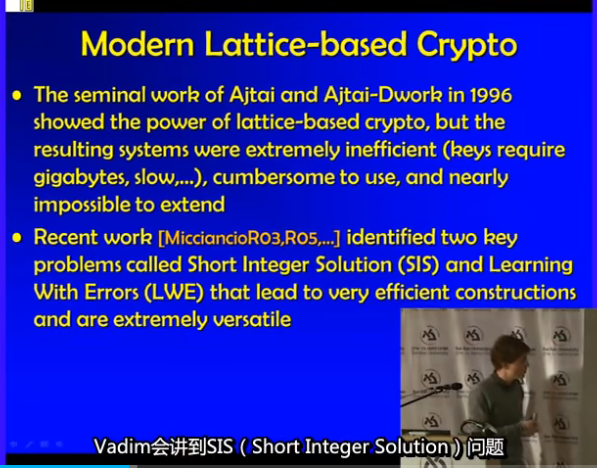 Modern Lattice-based Crypto
• The seminal work of Ajtai and Ajtai-Dwork in 1996
showed the power of lattice-based crypto, but the
resulting systems were extremely inefficient (keys require
gigabytes, slow,...), cumbersome to use, and nearly
impossible to extend
• Recent work [MicciancioR03,R05,...] identified two key
problems called Short Integer Solution (SIS) and Learning
With Errors (LWE) that lead to very efficient constructions
and are extremely versatile
Vadim会讲到SIS（Short Integer Solution）问题